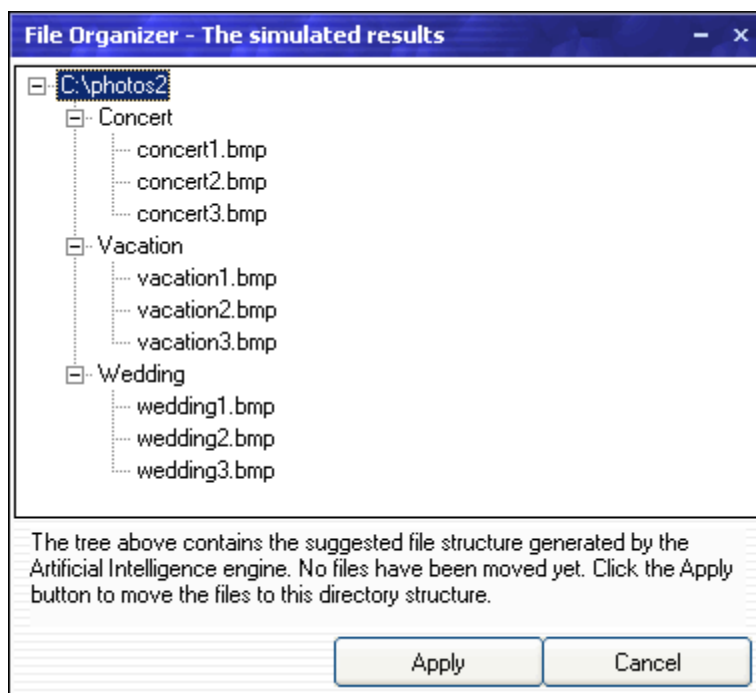 File Organizer - The simulated results
C:\photos2
Concert
concert1.bmp
concert2.bmp
concert3.bmp
Vacation
vacation1.bmp
vacation2.bmp
vacation3.bmp
Wedding
wedding1.bmp
wedding2.bmp
wedding3.bmp
The tree above contains the suggested file structure generated by the
Artificial Intelligence engine. No files have been moved yet. Click the Apply
button to move the files to this directory structure.
Apply Cancel